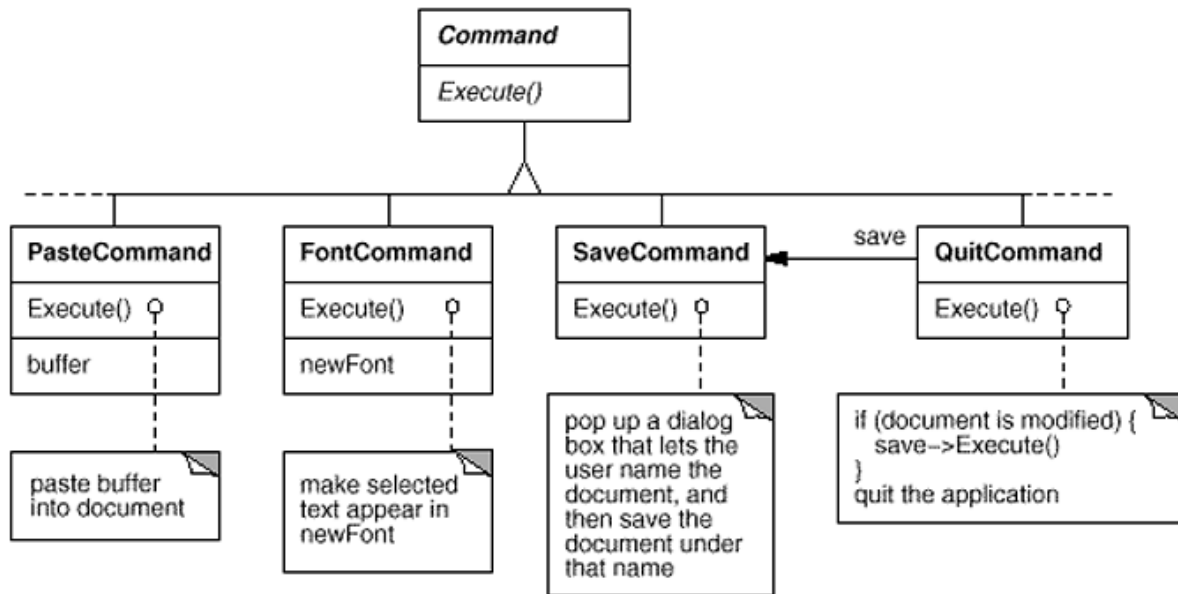 Command
Execute()
PasteCommand
Execute()
buffer
paste buffer
into document
FontCommand
Execute()
newFont
make selected
text appear in
newFont
SaveCommand
Execute()
pop up a dialog
box that lets the
user name the
document, and
then save the
document under
that name
save
QuitCommand
Execute()
if (document is modified) {
save–>Execute()
}
quit the application